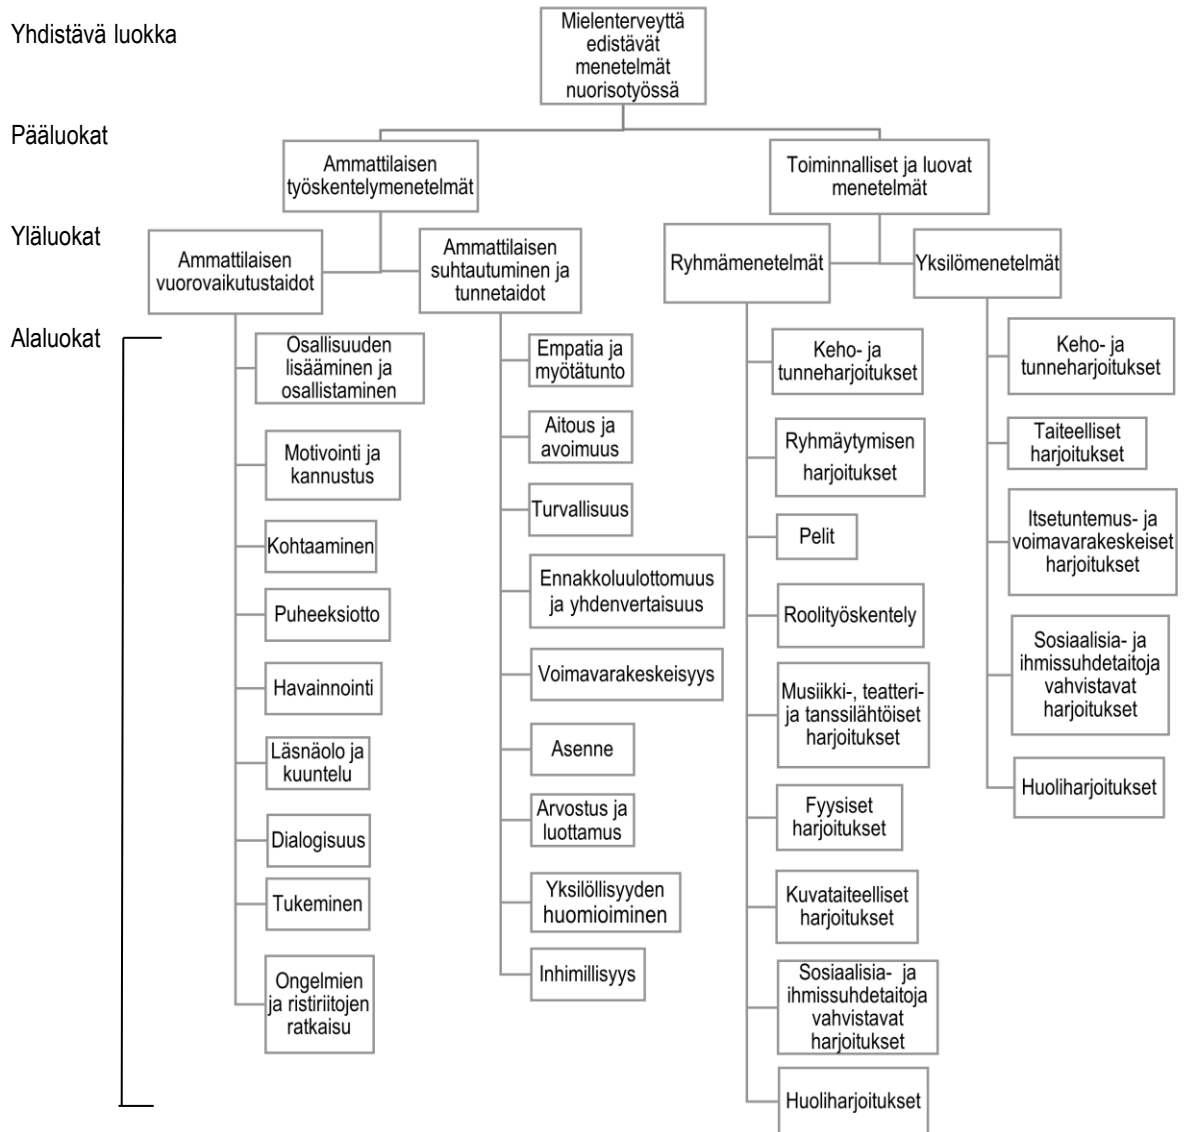 Yhdistävä luokka
Mielenterveyttä
edistävät
menetelmät
nuorisotyössä
Pääluokat
Ammattilaisen
työskentelymenetelmät
Toiminnalliset ja luovat
menetelmät
Yläluokat
Ammattilaisen
vuorovaikutustaidot
Ammattilaisen
suhtautuminen ja
tunnetaidot
Ryhmämenetelmät
Yksilömenetelmät
Alaluokat
Osallisuuden
lisääminen ja
osallistaminen
Motivointi ja
kannustus
Kohtaaminen
Puheeksiotto
Havainnointi
Läsnäolo ja
kuuntelu
Dialogisuus
Tukeminen
Ongelmien
ja ristiriitojen
ratkaisu
Empatia ja
myötätunto
Aitous ja
avoimuus
Turvallisuus
Ennakkoluulottomuus
ja yhdenvertaisuus
Voimavarakeskeisyys
Asenne
Arvostus ja
luottamus
Yksilöllisyyden
huomioiminen
Inhimillisyys
Keho- ja
tunneharjoitukset
Ryhmäytymisen
harjoitukset
Pelit
Roolityöskentely
Musiikki-, teatteri-
ja tanssilähtöiset
harjoitukset
Fyysiset
harjoitukset
Kuvataiteelliset
harjoitukset
Sosiaalisia- ja
ihmissuhdetaitoja
vahvistavat
harjoitukset
Huoliharjoitukset
Keho- ja
tunneharjoitukset
Taiteelliset
harjoitukset
Itsetuntemus- ja
voimavarakeskeiset
harjoitukset
Sosiaalisia- ja
ihmissuhdetaitoja
vahvistavat
harjoitukset
Huoliharjoitukset